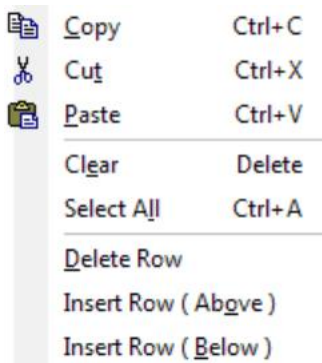 Copy Ctrl+C
Cut Ctrl+X
Paste Ctrl+V
Clear Delete
Select All Ctrl+A
Delete Row
Insert Row ( Above )
Insert Row ( Below )